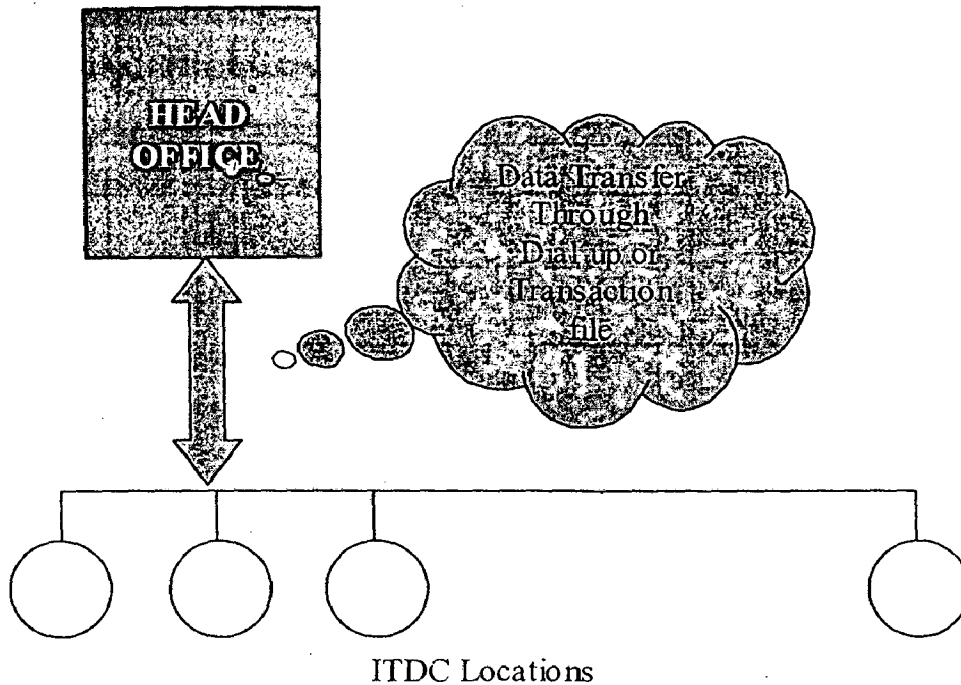 HEAD
OFFICE
Data Transfer
Through
Dial up or
Transaction
file
ITDC Locations